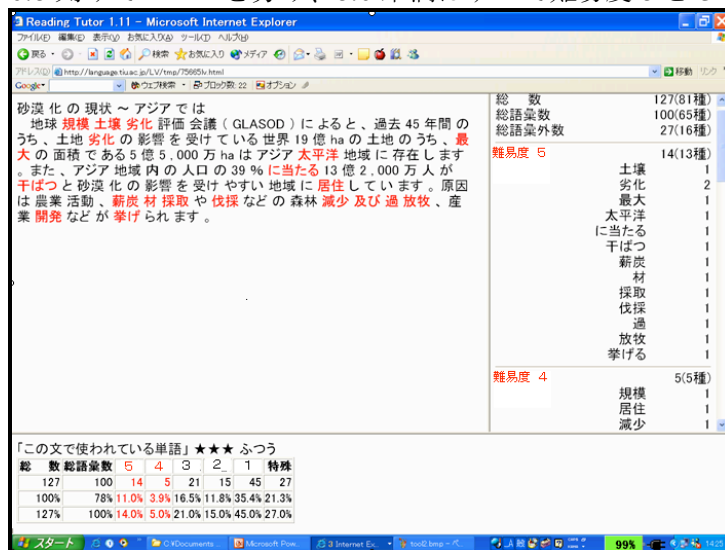 3 Reading Tutor 1.11 - Microsoft Internet Explorer
ファイル(F) 編集(E) 表示(V) お気に入り(A) ツール(T) ヘルプ(H)
戻る 検索 お気に入り メディア
アドレス(D) http://language.tiu.ac.jp/LV/tmp/75665lv.html 移動 リンク
Google ウェブ検索 ブロック数: 22 オプション
砂漠 化 の 現状 ~ アジア で は
地球 規模 土壌 劣化 評価 会議 ( GLASOD ) に よる と 、 過去 45 年間 の
うち 、 土地 劣化 の 影響 を 受け て いる 世界 19 億 ha の 土地 の うち 、 最
大 の 面積 で ある 5 億 5 , 000 万 ha は アジア 太平洋 地域 に 存在 し ます
。 また 、 アジア 地域 内 の 人口 の 39 % に当たる 13 億 2 , 000 万 人 が
干ばつ と 砂漠 化 の 影響 を 受け やすい 地域 に 居住 し て い ます 。 原因
は 農業 活動 、 薪炭 材 採取 や 伐採 など の 森林 減少 及び 過 放牧 、 産
業 開発 など が 挙げ られ ます 。
総 数 127(81種)
総語彙数 100(65種)
総語彙外数 27(16種)
難易度 5 14(13種)
土壌 1
劣化 2
最大 1
太平洋 1
に当たる 1
干ばつ 1
薪炭 1
材 1
採取 1
伐採 1
過 1
放牧 1
挙げる 1
難易度 4 5(5種)
規模 1
居住 1
減少 1
「この文で使われている単語」★★★ ふつう
総 数 総語彙数 5 4 3 2 1 特殊
127 100 14 5 21 15 45 27
100% 78% 11.0% 3.9% 16.5% 11.8% 35.4% 21.3%
127% 100% 14.0% 5.0% 21.0% 15.0% 45.0% 27.0%
スタート C:¥Documents... Microsoft Pow... 3 Internet Ex... tool2.bmp - ペ... 99% 14:25